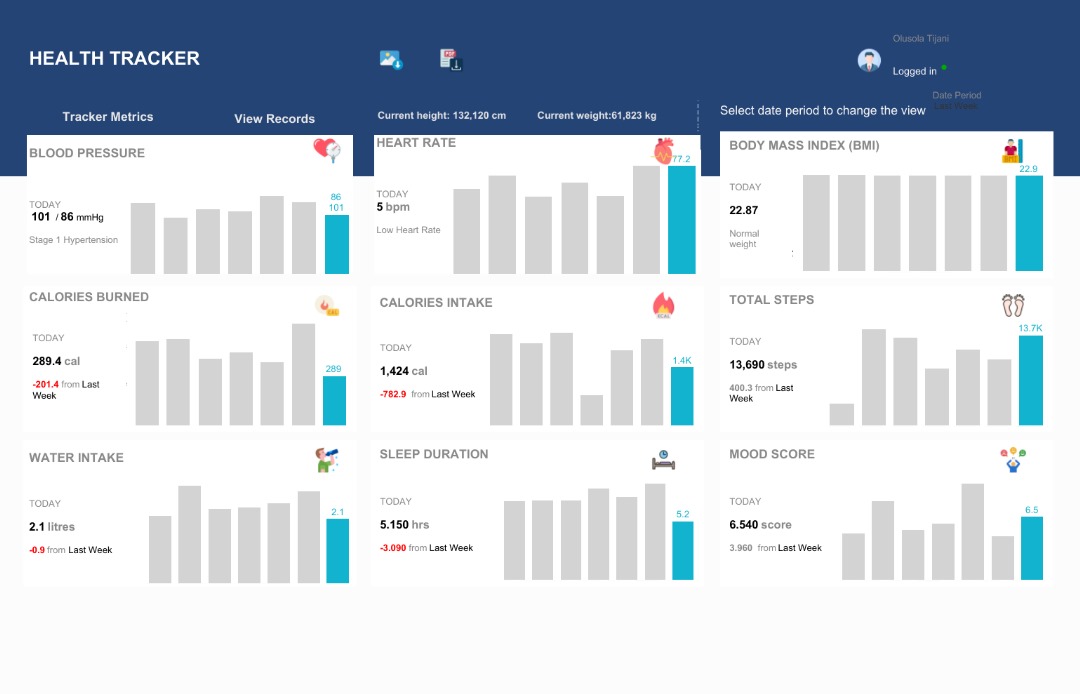 Olusola Tijani
HEALTH TRACKER
Logged in
Date Period
Last Week
Select date period to change the view
Tracker Metrics
View Records
Current height: 132,120 cm
Current weight:61,823 kg
BLOOD PRESSURE
TODAY
101 / 86 mmHg
Stage 1 Hypertension
86
101
HEART RATE
77.2
TODAY
5 bpm
Low Heart Rate
BODY MASS INDEX (BMI)
22.9
TODAY
22.87
Normal
weight
CALORIES BURNED
CAL
TODAY
289.4 cal
-201.4 from Last
Week
289
CALORIES INTAKE
KCAL
TODAY
1,424 cal
-782.9 from Last Week
1.4K
TOTAL STEPS
13.7K
TODAY
13,690 steps
400.3 from Last
Week
WATER INTAKE
TODAY
2.1 litres
-0.9 from Last Week
2.1
SLEEP DURATION
TODAY
5.150 hrs
-3.090 from Last Week
5.2
MOOD SCORE
TODAY
6.540 score
3.960 from Last Week
6.5